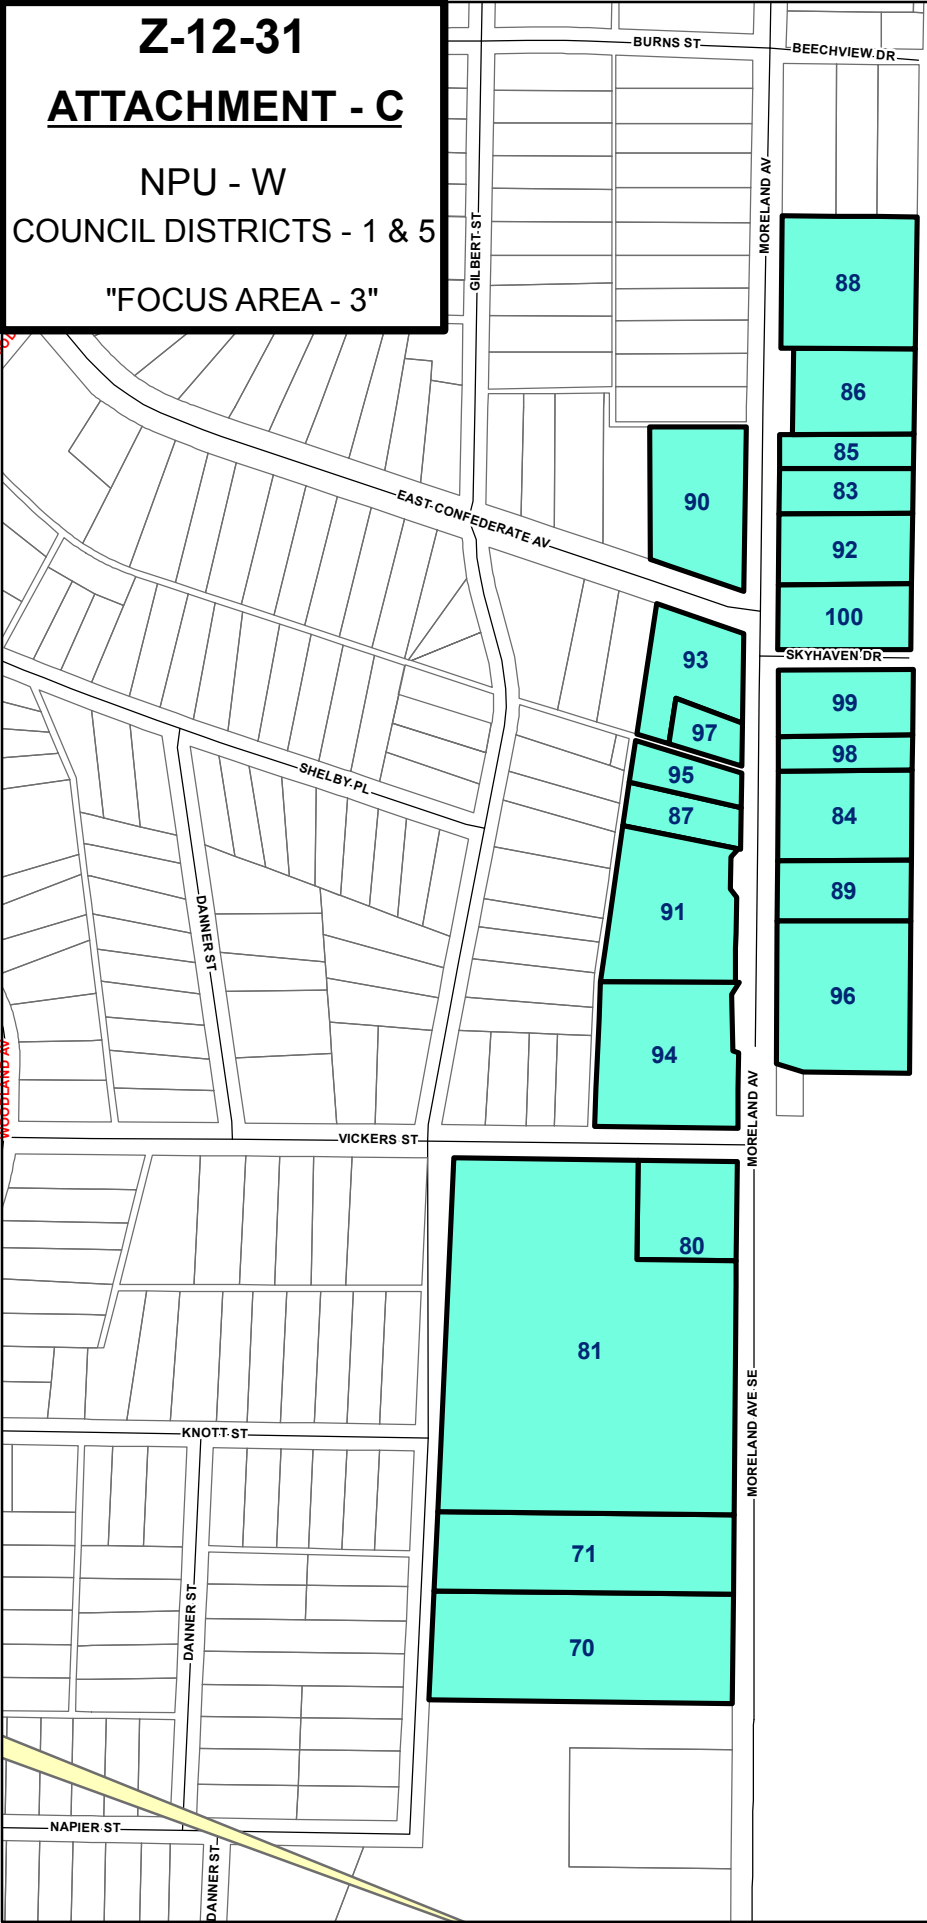 Z-12-31
ATTACHMENT - C
NPU - W
COUNCIL DISTRICTS - 1 & 5
"FOCUS AREA - 3"
BURNS ST
BEECHVIEW DR
MORELAND AV
GILBERT ST
88
86
85
83
90
EAST CONFEDERATE AV
92
100
SKYHAVEN DR
93
97
99
98
95
87
84
SHELBY PL
89
91
DANNER ST
96
94
WOODLAND AV
MORELAND AV
VICKERS ST
80
81
MORELAND AVE SE
KNOTT ST
71
DANNER ST
70
NAPIER ST
DANNER ST